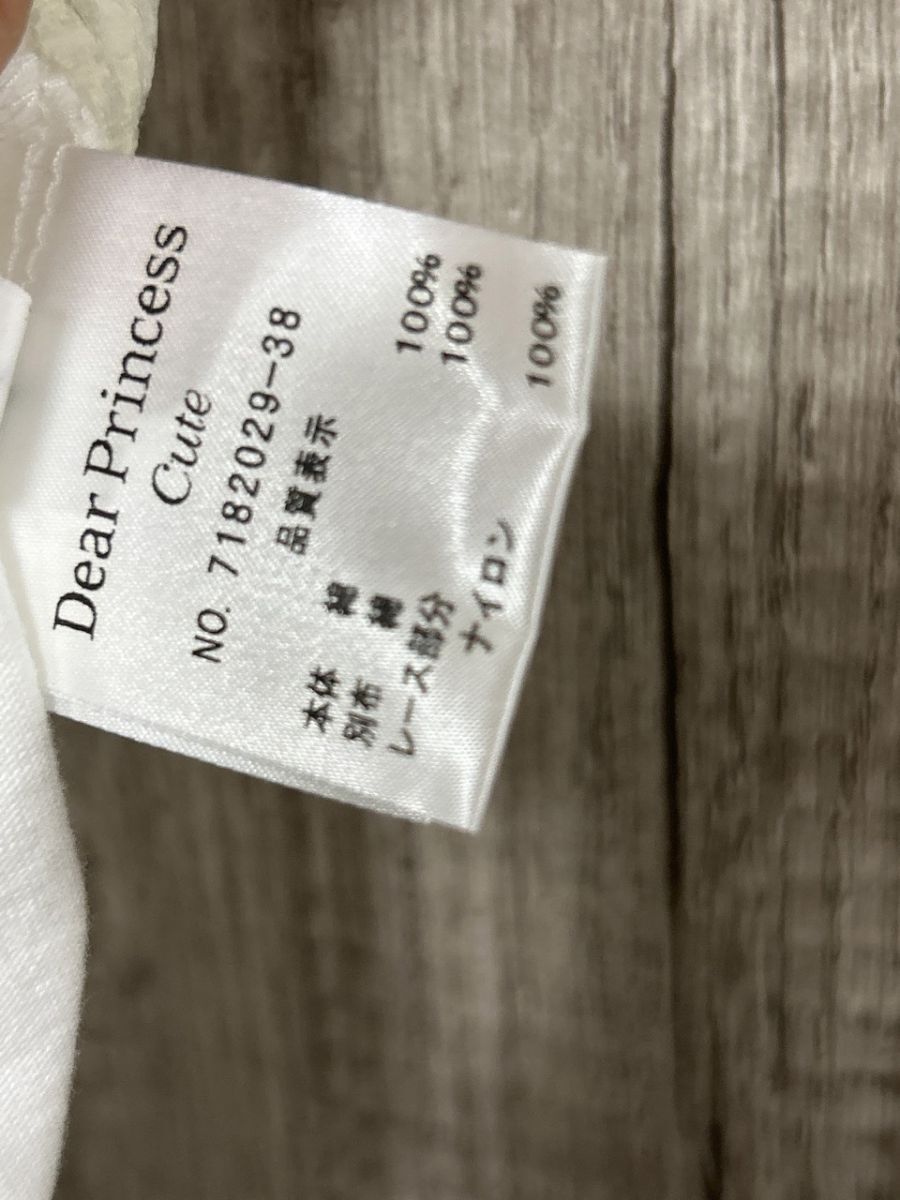 Dear Princess
Cute
NO. 7182029-38
品質表示
本体 綿 100%
別布 綿 100%
レース部分
ナイロン 100%